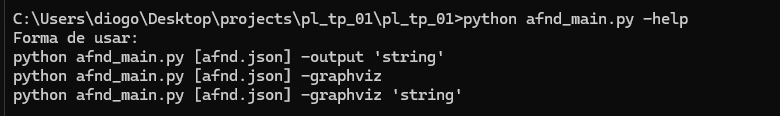 C:\Users\diogo\Desktop\projects\pl_tp_01\pl_tp_01>python afnd_main.py -help
Forma de usar:
python afnd_main.py [afnd.json] -output 'string'
python afnd_main.py [afnd.json] -graphviz
python afnd_main.py [afnd.json] -graphviz 'string'